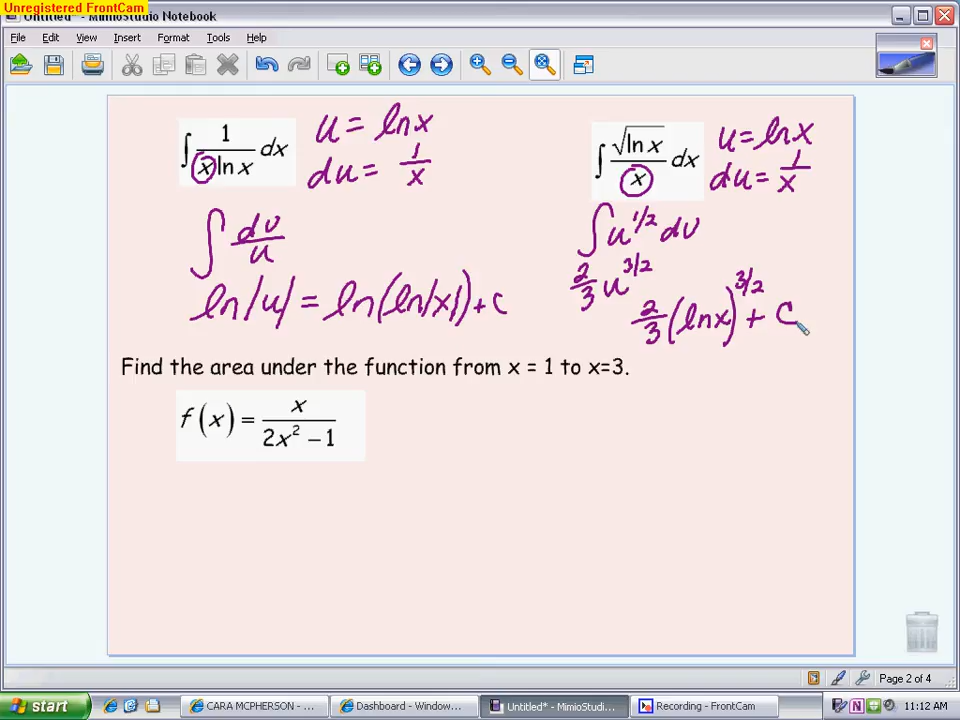 Unregistered FrontCam
Untitled* - MimioStudio Notebook
File Edit View Insert Format Tools Help
∫ 1/(x ln x) dx
u = ln x
du = 1/x
∫ du/u
ln|u| = ln(ln|x|) + c
∫ √(ln x)/x dx
u = ln x
du = 1/x
∫ u^1/2 du
2/3 u^3/2
2/3 (ln x)^3/2 + C
Find the area under the function from x = 1 to x=3.
f(x) = x/(2x² – 1)
Page 2 of 4
start CARA MCPHERSON - ... Dashboard - Window... Untitled* - MimioStudi... Recording - FrontCam 11:12 AM